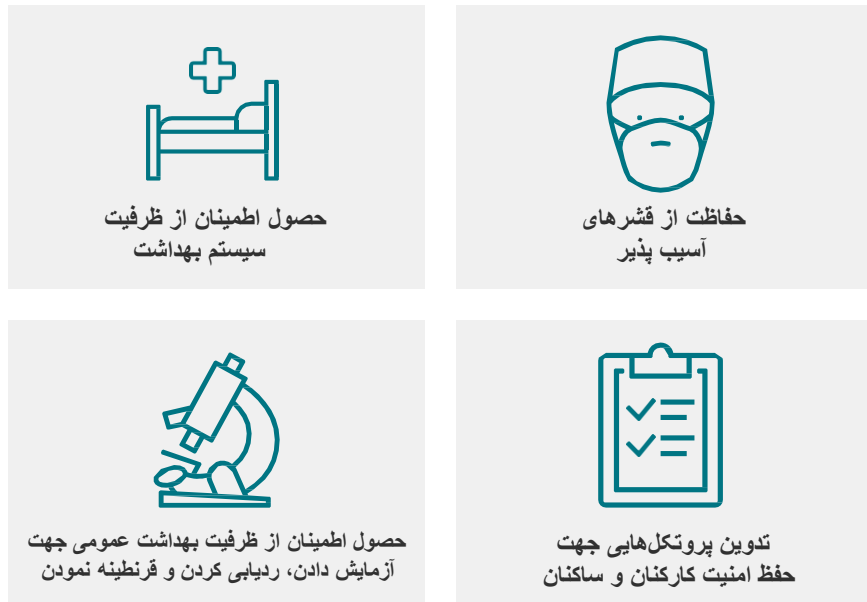 حفاظت از قشرهای
آسیب پذیر
حصول اطمینان از ظرفیت
سیستم بهداشت
تدوین پروتکل‌هایی جهت
حفظ امنیت کارکنان و ساکنان
حصول اطمینان از ظرفیت بهداشت عمومی جهت
آزمایش دادن، ردیابی کردن و قرنطینه نمودن